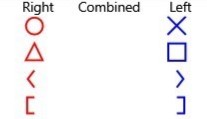 Right Combined Left
○ ×
△ □
< >
[ ]